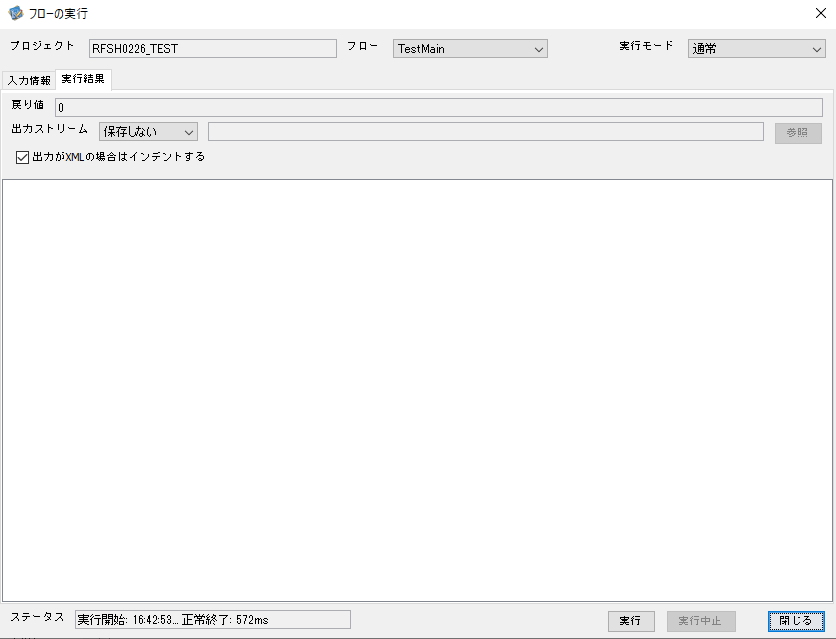 フローの実行
プロジェクト RFSH0226_TEST フロー TestMain 実行モード 通常
入力情報 実行結果
戻り値 0
出力ストリーム 保存しない 参照
出力がXMLの場合はインデントする
ステータス 実行開始: 16:42:53... 正常終了: 572ms 実行 実行中止 閉じる